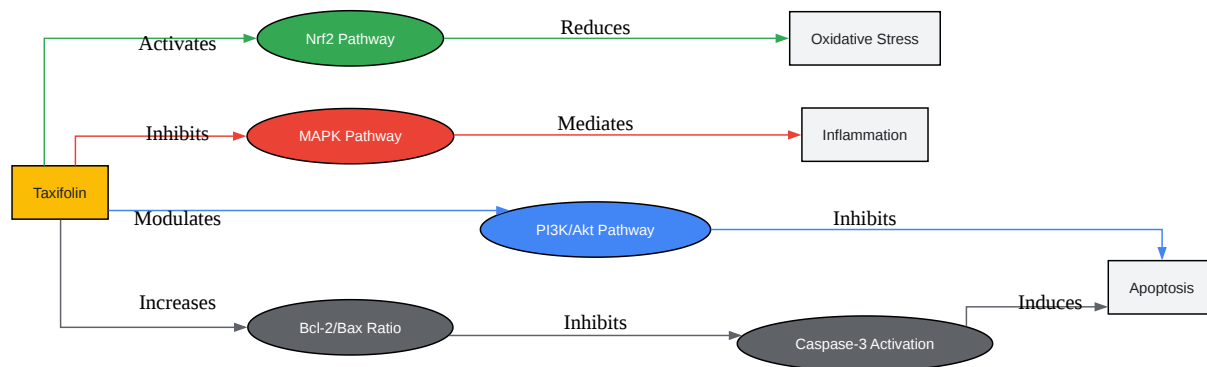 Activates
Nrf2 Pathway
Reduces
Oxidative Stress
Inhibits
MAPK Pathway
Mediates
Inflammation
Taxifolin
Modulates
PI3K/Akt Pathway
Inhibits
Apoptosis
Increases
Bcl-2/Bax Ratio
Inhibits
Caspase-3 Activation
Induces